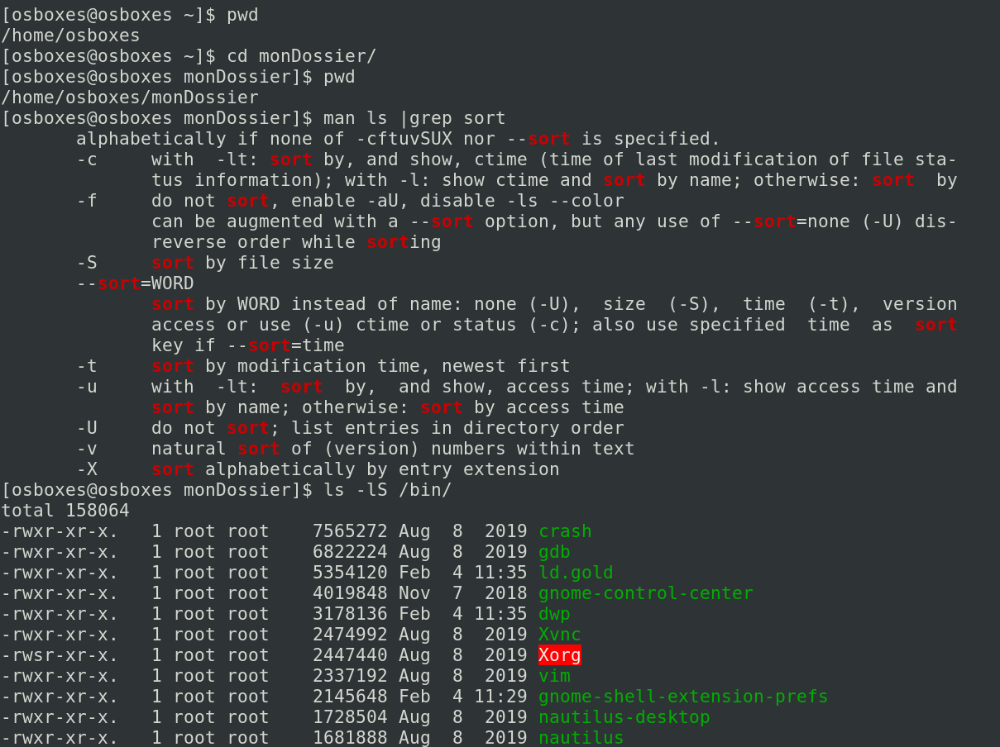 [osboxes@osboxes ~]$ pwd
/home/osboxes
[osboxes@osboxes ~]$ cd monDossier/
[osboxes@osboxes monDossier]$ pwd
/home/osboxes/monDossier
[osboxes@osboxes monDossier]$ man ls |grep sort
       alphabetically if none of -cftuvSUX nor --sort is specified.
       -c     with  -lt: sort by, and show, ctime (time of last modification of file sta-
              tus information); with -l: show ctime and sort by name; otherwise: sort  by
       -f     do not sort, enable -aU, disable -ls --color
              can be augmented with a --sort option, but any use of --sort=none (-U) dis-
              reverse order while sorting
       -S     sort by file size
       --sort=WORD
              sort by WORD instead of name: none (-U),  size  (-S),  time  (-t),  version
              access or use (-u) ctime or status (-c); also use specified  time  as  sort
              key if --sort=time
       -t     sort by modification time, newest first
       -u     with  -lt:  sort  by,  and show, access time; with -l: show access time and
              sort by name; otherwise: sort by access time
       -U     do not sort; list entries in directory order
       -v     natural sort of (version) numbers within text
       -X     sort alphabetically by entry extension
[osboxes@osboxes monDossier]$ ls -lS /bin/
total 158064
-rwxr-xr-x.   1 root root    7565272 Aug  8  2019 crash
-rwxr-xr-x.   1 root root    6822224 Aug  8  2019 gdb
-rwxr-xr-x.   1 root root    5354120 Feb  4 11:35 ld.gold
-rwxr-xr-x.   1 root root    4019848 Nov  7  2018 gnome-control-center
-rwxr-xr-x.   1 root root    3178136 Feb  4 11:35 dwp
-rwxr-xr-x.   1 root root    2474992 Aug  8  2019 Xvnc
-rwsr-xr-x.   1 root root    2447440 Aug  8  2019 Xorg
-rwxr-xr-x.   1 root root    2337192 Aug  8  2019 vim
-rwxr-xr-x.   1 root root    2145648 Feb  4 11:29 gnome-shell-extension-prefs
-rwxr-xr-x.   1 root root    1728504 Aug  8  2019 nautilus-desktop
-rwxr-xr-x.   1 root root    1681888 Aug  8  2019 nautilus